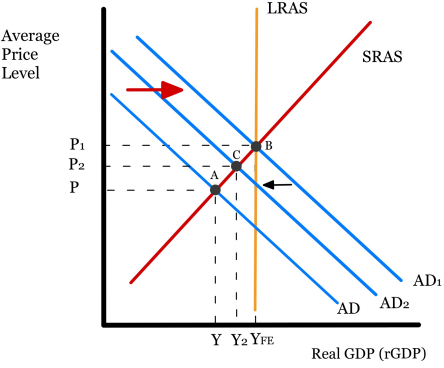 Average
Price
Level
LRAS
SRAS
P1
P2
P
A
C
B
AD1
AD2
AD
Y
Y2
YFE
Real GDP (rGDP)